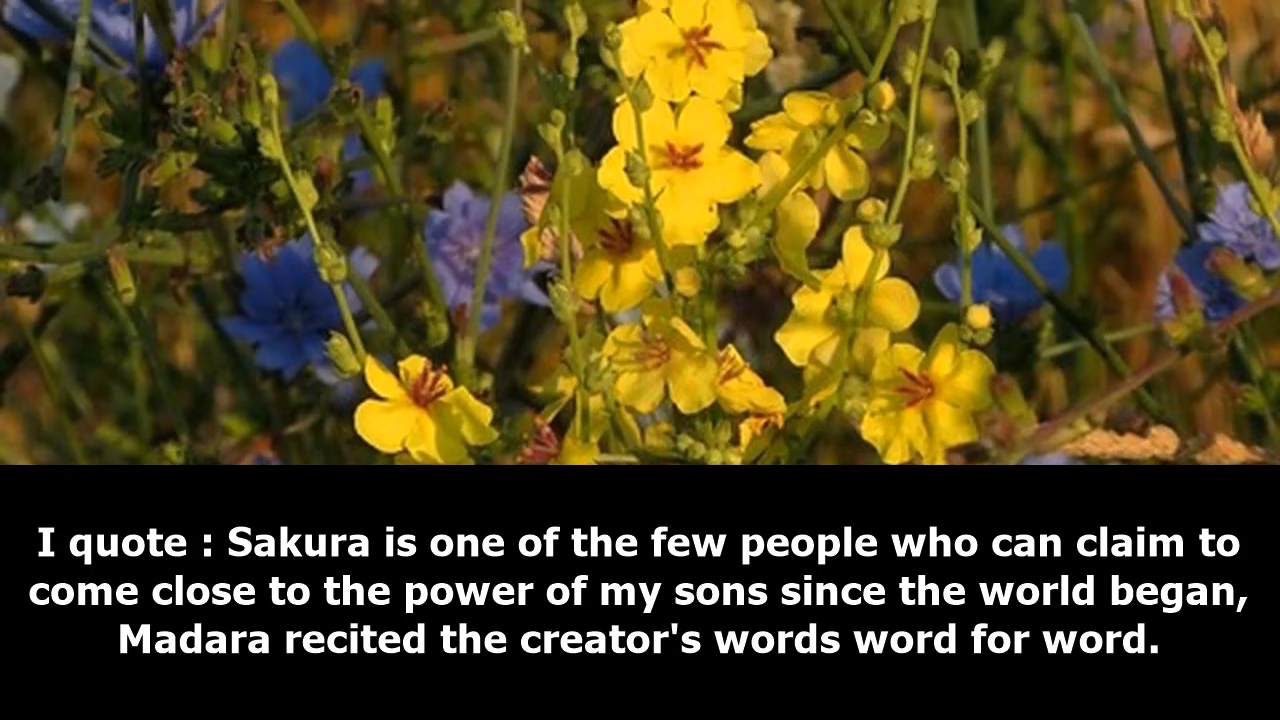 I quote : Sakura is one of the few people who can claim to
come close to the power of my sons since the world began,
Madara recited the creator's words word for word.